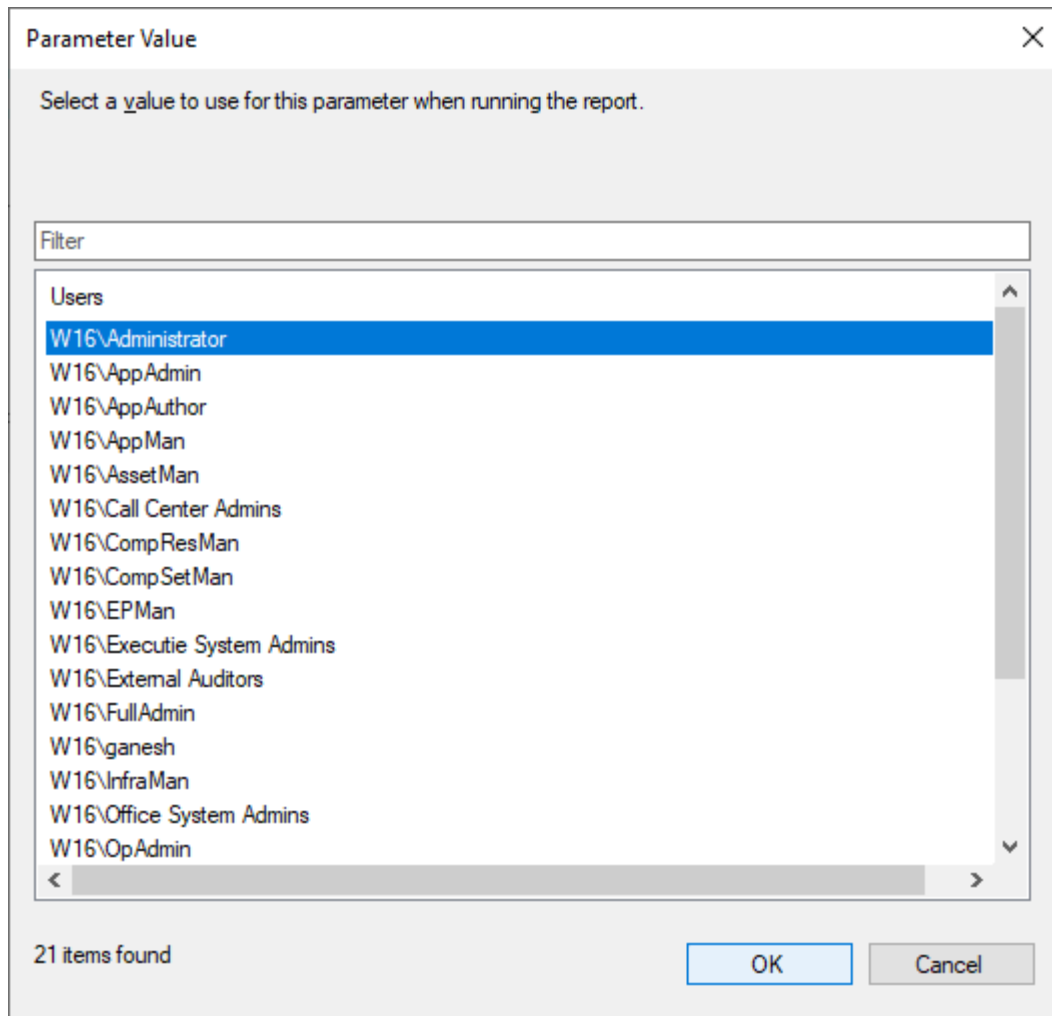 Parameter Value
Select a value to use for this parameter when running the report.
Filter
Users
W16\Administrator
W16\AppAdmin
W16\AppAuthor
W16\AppMan
W16\AssetMan
W16\Call Center Admins
W16\CompResMan
W16\CompSetMan
W16\EPMan
W16\Executie System Admins
W16\External Auditors
W16\FullAdmin
W16\ganesh
W16\InfraMan
W16\Office System Admins
W16\OpAdmin
21 items found
OK
Cancel